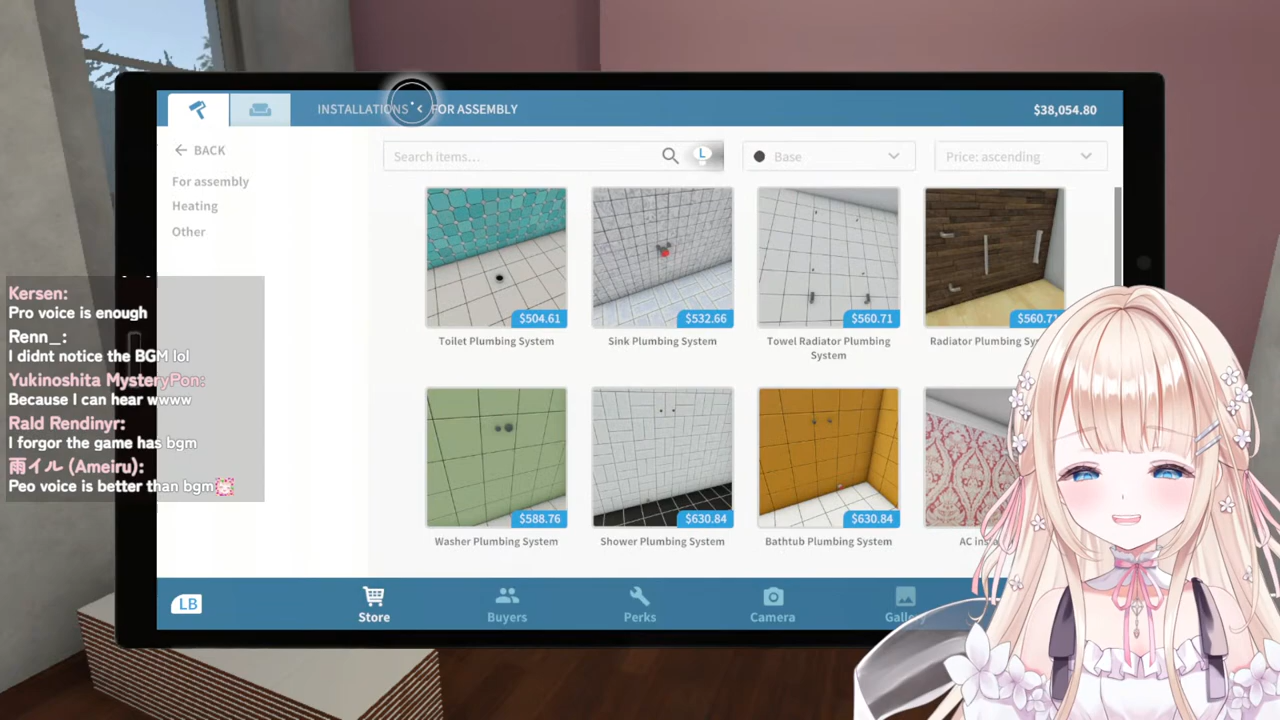 INSTALLATIONS < FOR ASSEMBLY
$38,054.80
BACK
Search items...
L
Base
Price: ascending
For assembly
Heating
Other
$504.61
$532.66
$560.71
$560.71
Toilet Plumbing System
Sink Plumbing System
Towel Radiator Plumbing
System
Radiator Plumbing
Kersen:
Pro voice is enough
Renn_:
I didnt notice the BGM lol
Yukinoshita MysteryPon:
Because I can hear wwww
Rald Rendinyr:
I forgor the game has bgm
雨イル (Ameiru):
Peo voice is better than bgm
$588.76
$630.84
$630.84
Washer Plumbing System
Shower Plumbing System
Bathtub Plumbing System
AC
LB
Store
Buyers
Perks
Camera